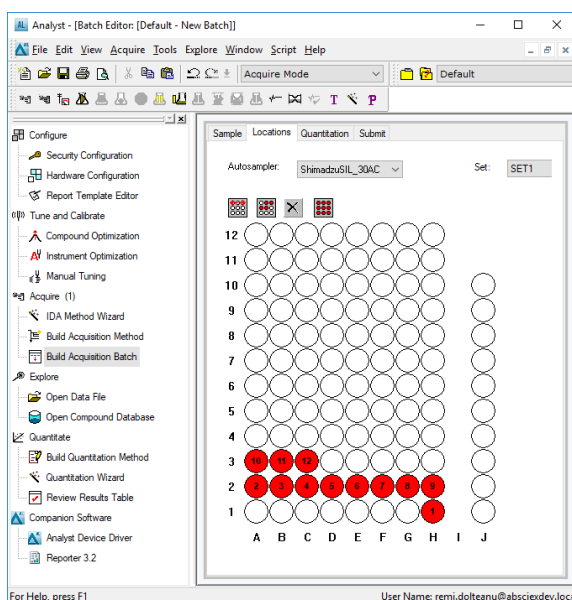 Analyst - [Batch Editor: [Default - New Batch]]
File Edit View Acquire Tools Explore Window Script Help
Acquire Mode Default
T P
Configure
Security Configuration
Hardware Configuration
Report Template Editor
Tune and Calibrate
Compound Optimization
Instrument Optimization
Manual Tuning
Acquire (1)
IDA Method Wizard
Build Acquisition Method
Build Acquisition Batch
Explore
Open Data File
Open Compound Database
Quantitate
Build Quantitation Method
Quantitation Wizard
Review Results Table
Companion Software
Analyst Device Driver
Reporter 3.2
Sample Locations Quantitation Submit
Autosampler: ShimadzuSIL_30AC Set: SET1
12
11
10
9
8
7
6
5
4
3 10 11 12
2 2 3 4 5 6 7 8 9
1 1
A B C D E F G H I J
For Help, press F1 User Name: remi.dolteanu@absciexdev.loca